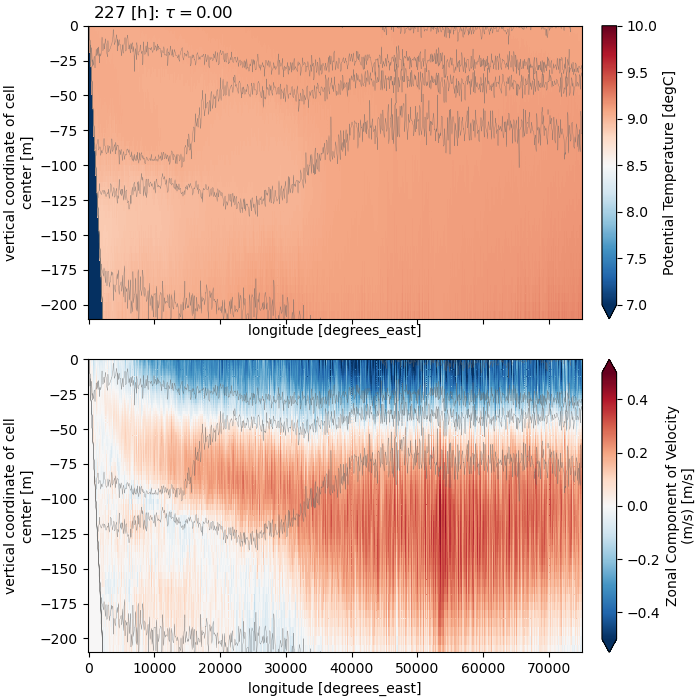 227 [h]: τ = 0.00
0
−25
−50
−75
−100
−125
−150
−175
−200
vertical coordinate of cell
center [m]
longitude [degrees_east]
10.0
9.5
9.0
8.5
8.0
7.5
7.0
Potential Temperature [degC]
0
−25
−50
−75
−100
−125
−150
−175
−200
vertical coordinate of cell
center [m]
0 10000 20000 30000 40000 50000 60000 70000
longitude [degrees_east]
0.4
0.2
0.0
−0.2
−0.4
Zonal Component of Velocity
(m/s) [m/s]